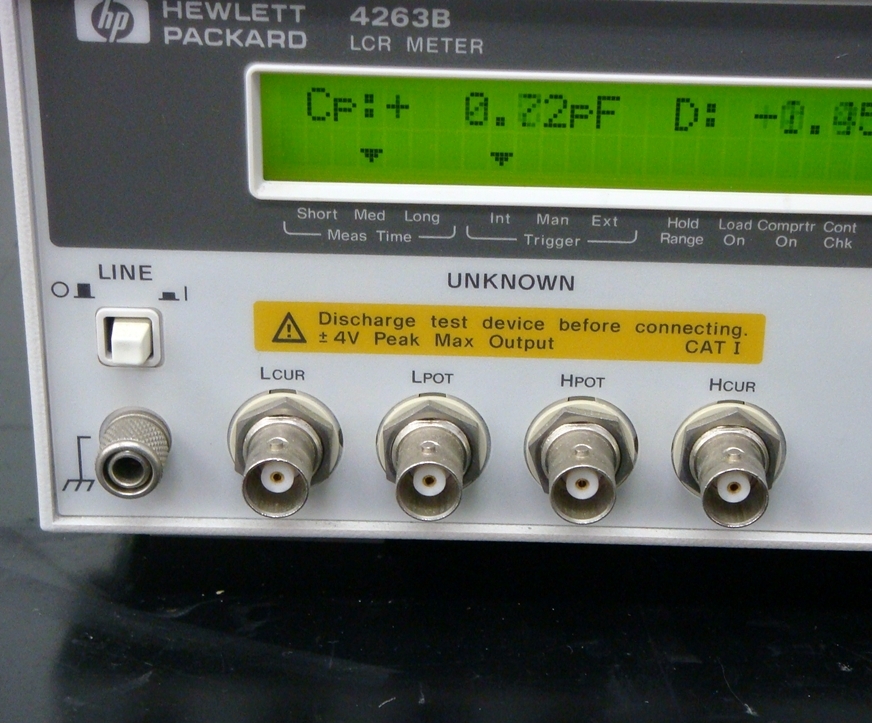 hp HEWLETT PACKARD
4263B
LCR METER
Cp:+ 0.72pF D:
Short Med Long
Meas Time
Int Man Ext
Trigger
Hold Range
Load On
Comprtr On
Cont Chk
LINE
UNKNOWN
Discharge test device before connecting.
± 4V Peak Max Output CAT I
LCUR LPOT HPOT HCUR